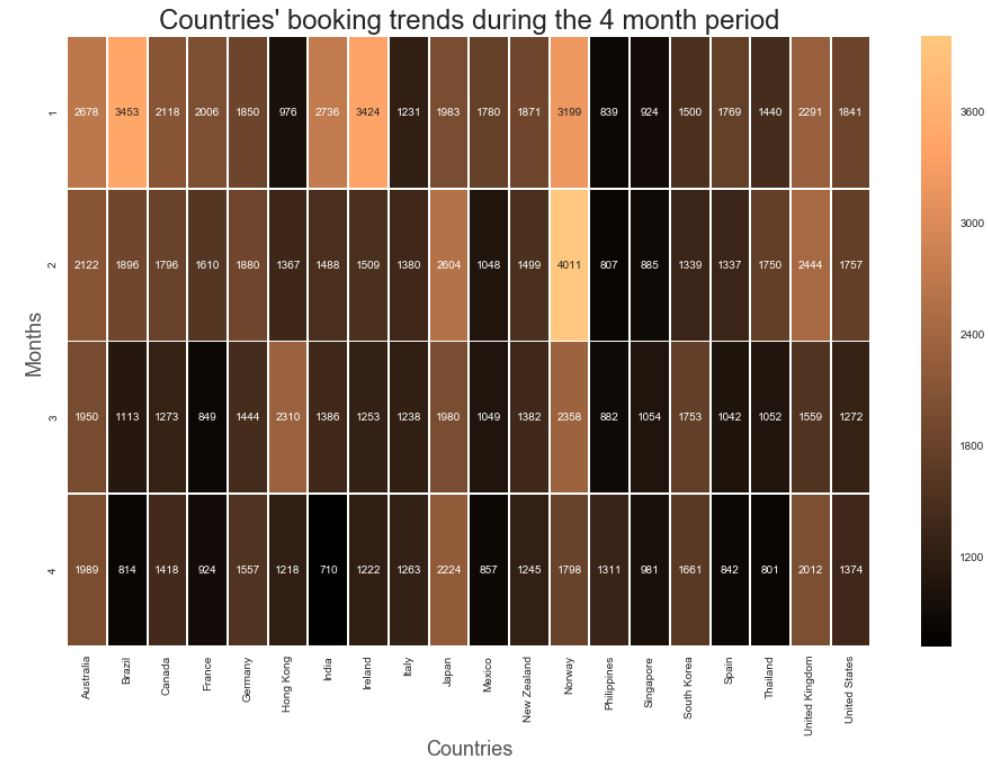 Countries' booking trends during the 4 month period
1
2678 3453 2118 2006 1850 976 2736 3424 1231 1983 1780 1871 3199 839 924 1500 1769 1440 2291 1841
2
2122 1896 1796 1610 1880 1367 1488 1509 1380 2604 1048 1499 4011 807 885 1339 1337 1750 2444 1757
3
1950 1113 1273 849 1444 2310 1386 1253 1238 1980 1049 1382 2358 882 1054 1753 1042 1052 1559 1272
4
1989 814 1418 924 1557 1218 710 1222 1263 2224 857 1245 1798 1311 981 1661 842 801 2012 1374
Months
Australia
Brazil
Canada
France
Germany
Hong Kong
India
Ireland
Italy
Japan
Mexico
New Zealand
Norway
Philippines
Singapore
South Korea
Spain
Thailand
United Kingdom
United States
Countries
3600
3000
2400
1800
1200